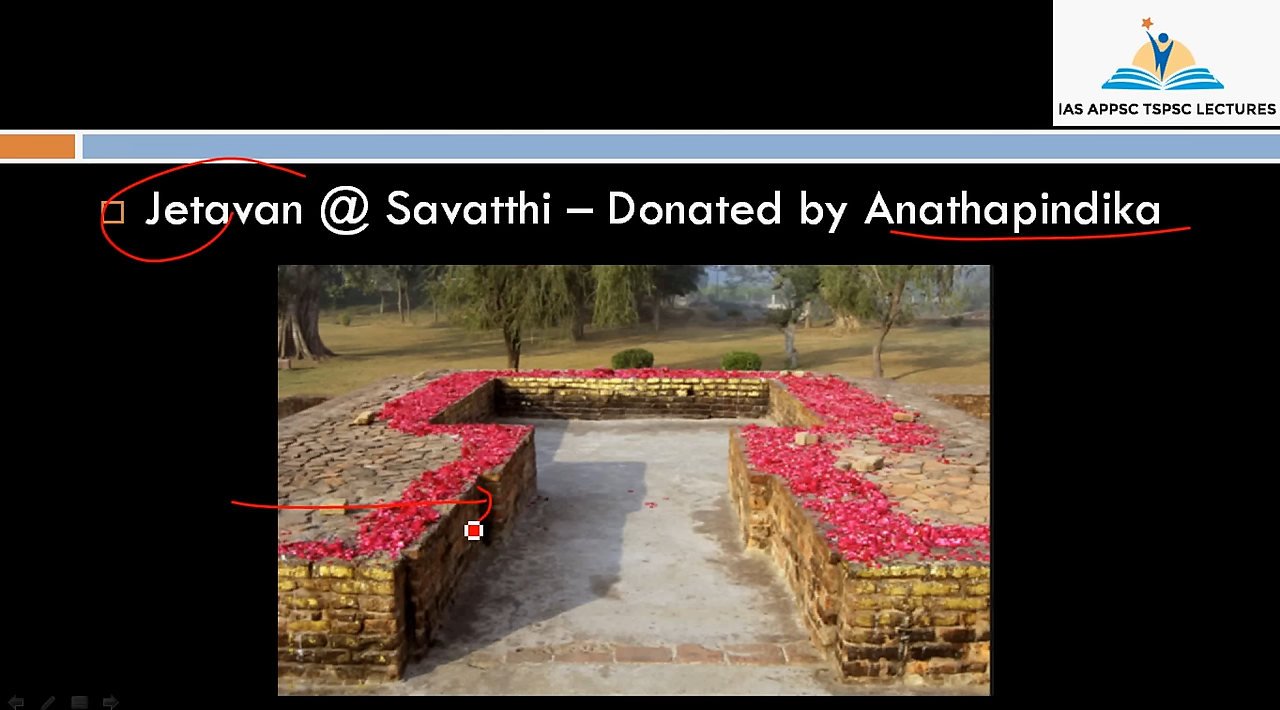 IAS APPSC TSPSC LECTURES
Jetavan @ Savatthi – Donated by Anathapindika